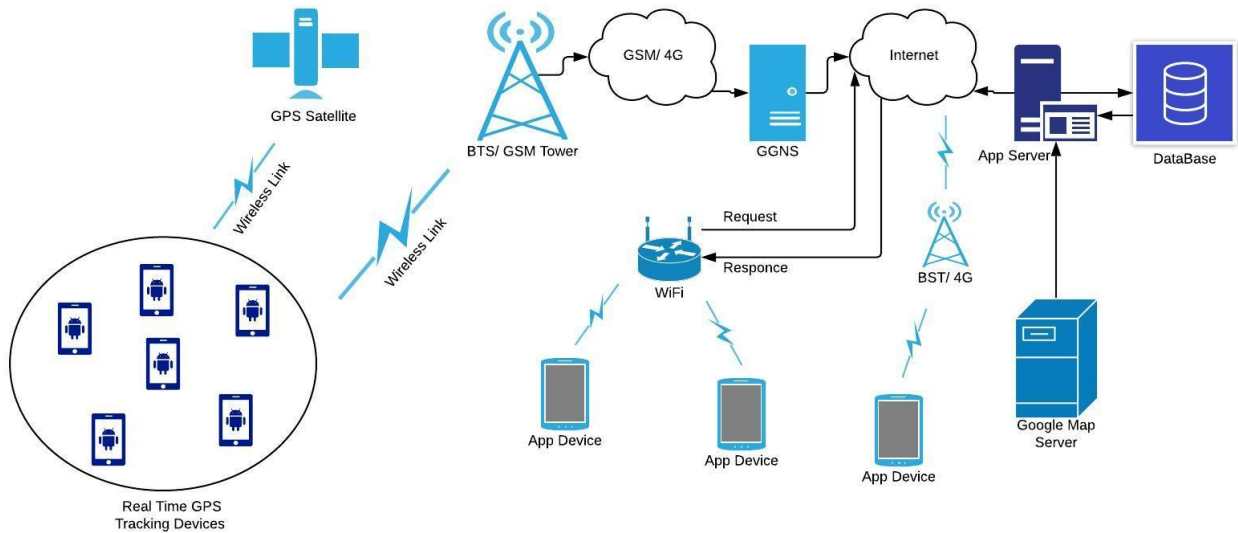 GPS Satellite
BTS/ GSM Tower
GSM/ 4G
GGNS
Internet
App Server
DataBase
Wireless Link
Wireless Link
Request
Responce
WiFi
BST/ 4G
App Device
App Device
App Device
Google Map
Server
Real Time GPS
Tracking Devices